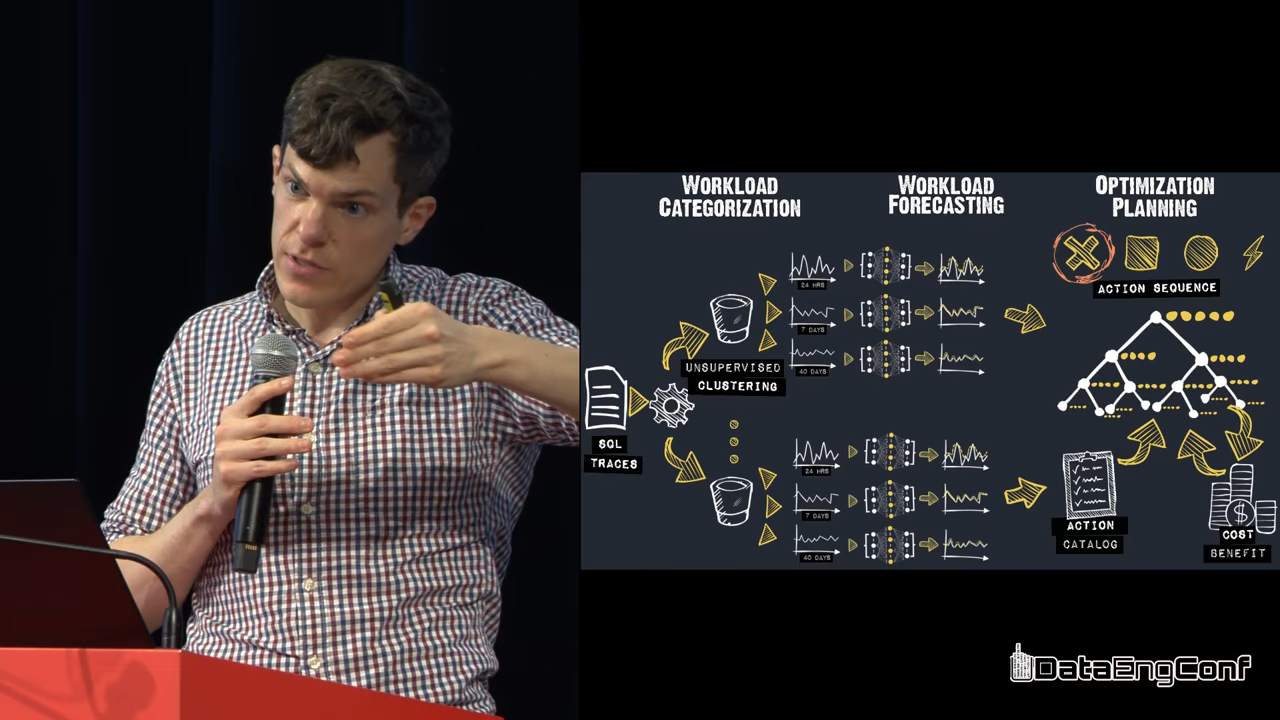 WORKLOAD
CATEGORIZATION
WORKLOAD
FORECASTING
OPTIMIZATION
PLANNING
24 HRS
7 DAYS
40 DAYS
ACTION SEQUENCE
UNSUPERVISED
CLUSTERING
SQL
TRACES
24 HRS
7 DAYS
40 DAYS
ACTION
CATALOG
COST
BENEFIT
DataEngConf